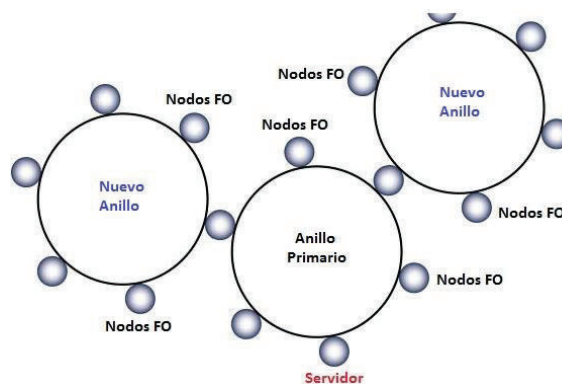 Nodos FO
Nuevo
Anillo
Nodos FO
Nodos FO
Nuevo
Anillo
Nodos FO
Anillo
Primario
Nodos FO
Nodos FO
Servidor